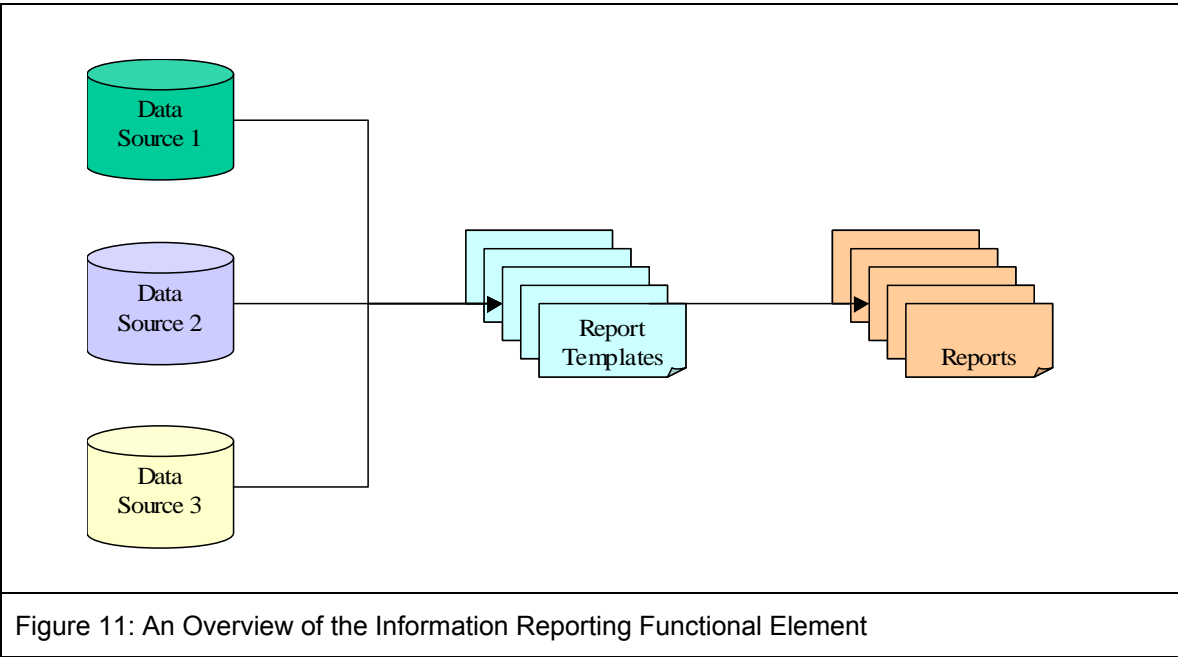 Data
Source 1
Data
Source 2
Report
Templates
Reports
Data
Source 3
Figure 11: An Overview of the Information Reporting Functional Element